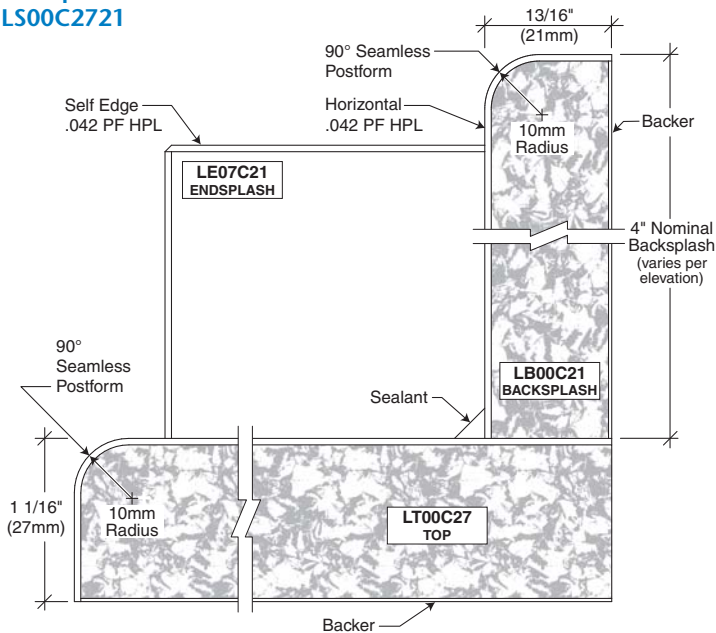 LS00C2721
13/16"
(21mm)
90° Seamless
Postform
Self Edge
.042 PF HPL
Horizontal
.042 PF HPL
Backer
10mm
Radius
LE07C21
ENDSPLASH
4" Nominal
Backsplash
(varies per
elevation)
90°
Seamless
Postform
LB00C21
BACKSPLASH
Sealant
1 1/16"
(27mm)
10mm
Radius
LT00C27
TOP
Backer